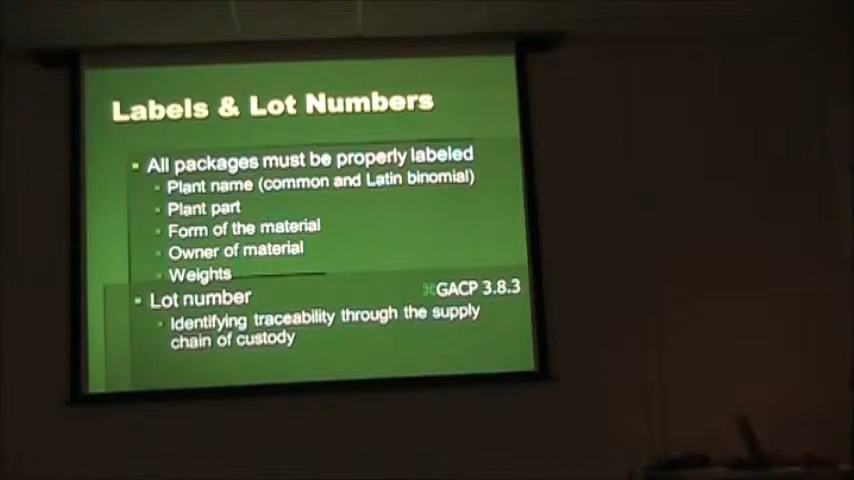 Labels & Lot Numbers
All packages must be properly labeled
Plant name (common and Latin binomial)
Plant part
Form of the material
Owner of material
Weights
Lot number
⌘GACP 3.8.3
Identifying traceability through the supply
chain of custody